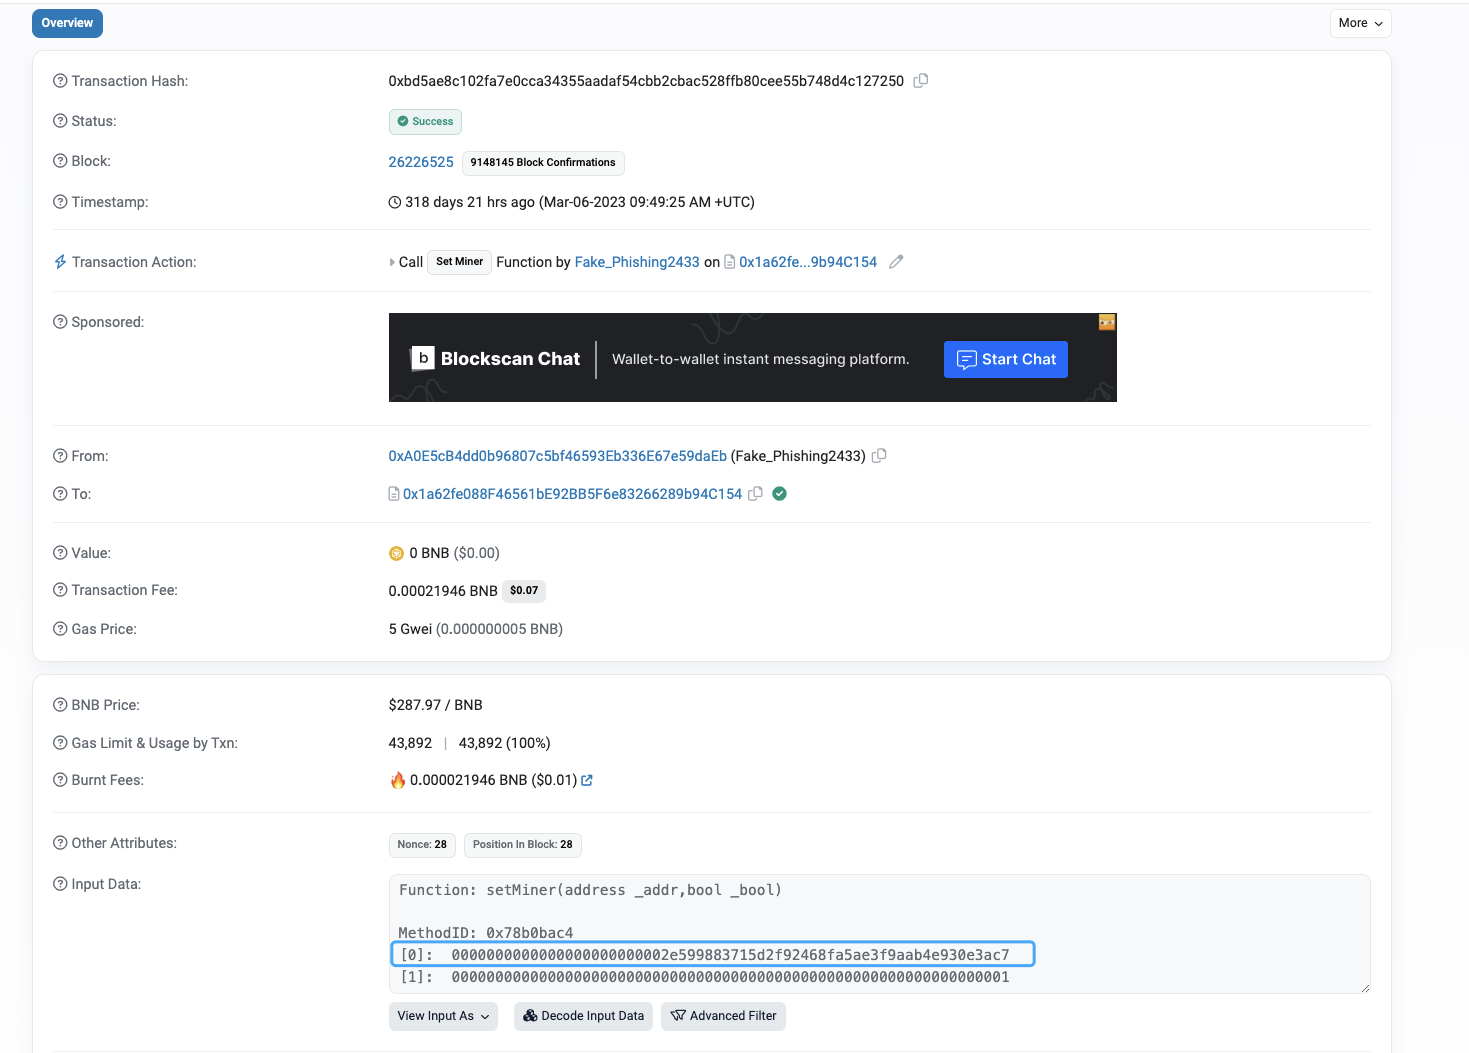 Overview
More
Transaction Hash:
0xbd5ae8c102fa7e0cca34355aadaf54cbb2cbac528ffb80cee55b748d4c127250
Status:
Success
Block:
26226525 9148145 Block Confirmations
Timestamp:
318 days 21 hrs ago (Mar-06-2023 09:49:25 AM +UTC)
Transaction Action:
Call Set Miner Function by Fake_Phishing2433 on 0x1a62fe...9b94C154
Sponsored:
b Blockscan Chat Wallet-to-wallet instant messaging platform. Start Chat
From:
0xA0E5cB4dd0b96807c5bf46593Eb336E67e59daEb (Fake_Phishing2433)
To:
0x1a62fe088F46561bE92BB5F6e83266289b94C154
Value:
0 BNB ($0.00)
Transaction Fee:
0.00021946 BNB $0.07
Gas Price:
5 Gwei (0.000000005 BNB)
BNB Price:
$287.97 / BNB
Gas Limit & Usage by Txn:
43,892 | 43,892 (100%)
Burnt Fees:
0.000021946 BNB ($0.01)
Other Attributes:
Nonce: 28 Position In Block: 28
Input Data:
Function: setMiner(address _addr,bool _bool)
MethodID: 0x78b0bac4
[0]: 0000000000000000000000002e599883715d2f92468fa5ae3f9aab4e930e3ac7
[1]: 0000000000000000000000000000000000000000000000000000000000000001
View Input As Decode Input Data Advanced Filter